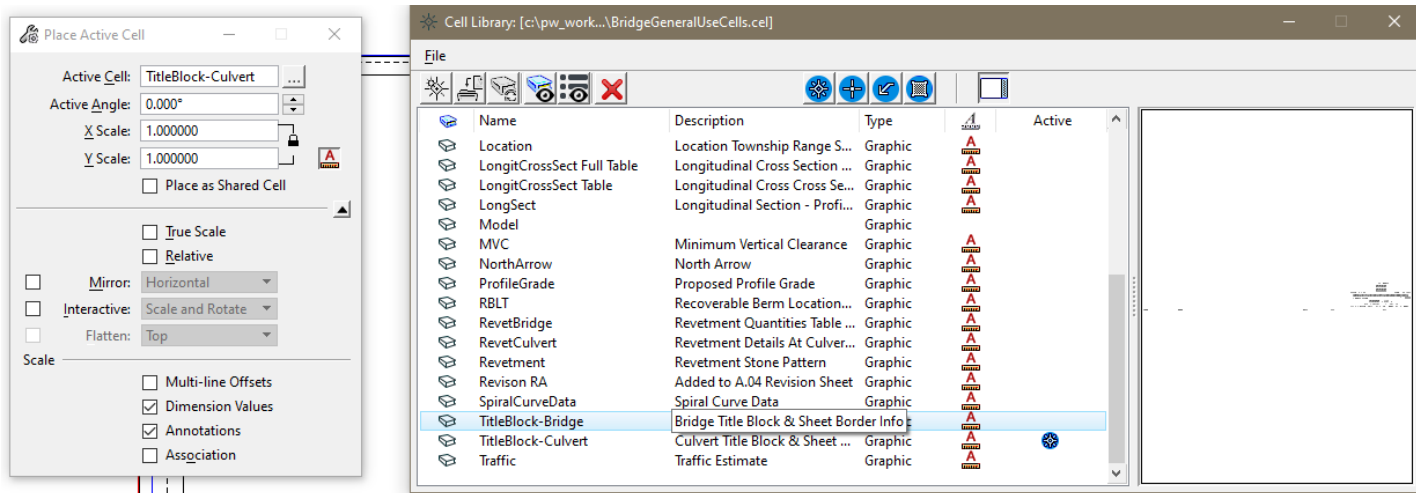 Place Active Cell
Active Cell: TitleBlock-Culvert ...
Active Angle: 0.000°
X Scale: 1.000000
Y Scale: 1.000000
A
Place as Shared Cell
True Scale
Relative
Mirror: Horizontal
Interactive: Scale and Rotate
Flatten: Top
Scale
Multi-line Offsets
Dimension Values
Annotations
Association
Cell Library: [c:\pw_work...\BridgeGeneralUseCells.cel]
File
Name Description Type A Active
Location Location Township Range S... Graphic A
LongitCrossSect Full Table Longitudinal Cross Section ... Graphic A
LongitCrossSect Table Longitudinal Cross Cross Se... Graphic A
LongSect Longitudinal Section - Profi... Graphic A
Model Graphic
MVC Minimum Vertical Clearance Graphic A
NorthArrow North Arrow Graphic A
ProfileGrade Proposed Profile Grade Graphic A
RBLT Recoverable Berm Location... Graphic A
RevetBridge Revetment Quantities Table ... Graphic A
RevetCulvert Revetment Details At Culver... Graphic A
Revetment Revetment Stone Pattern Graphic A
Revison RA Added to A.04 Revision Sheet Graphic A
SpiralCurveData Spiral Curve Data Graphic A
TitleBlock-Bridge Bridge Title Block & Sheet Border Info A
TitleBlock-Culvert Culvert Title Block & Sheet ... Graphic A
Traffic Traffic Estimate Graphic A